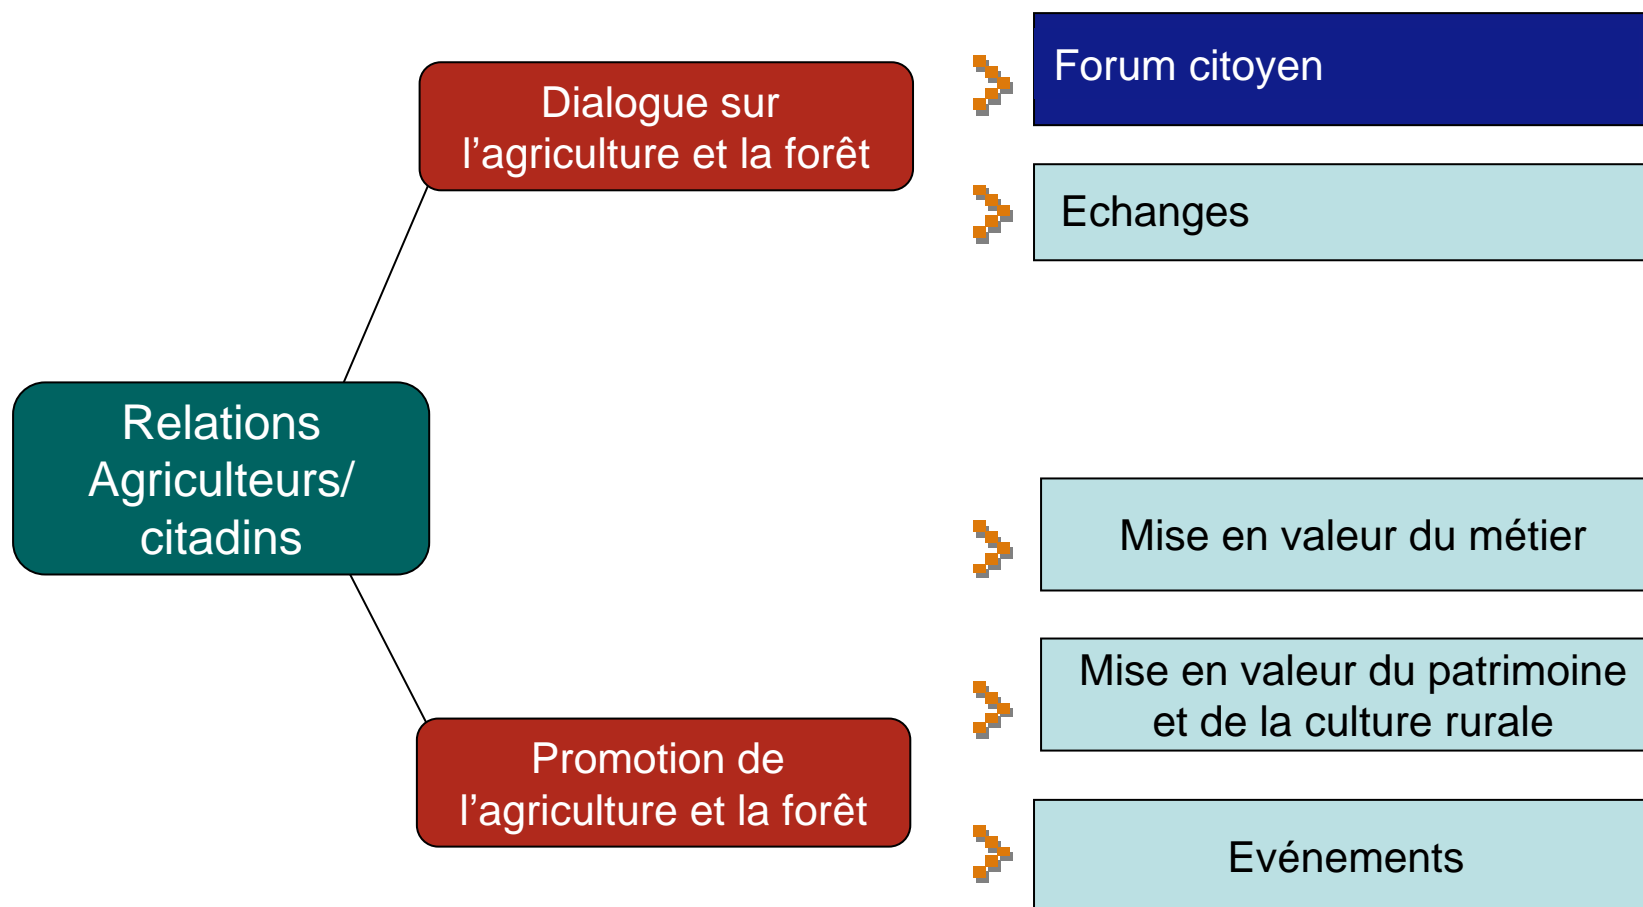 Forum citoyen
Dialogue sur
l’agriculture et la forêt
Echanges
Relations
Agriculteurs/
citadins
Mise en valeur du métier
Mise en valeur du patrimoine
et de la culture rurale
Promotion de
l’agriculture et la forêt
Evénements